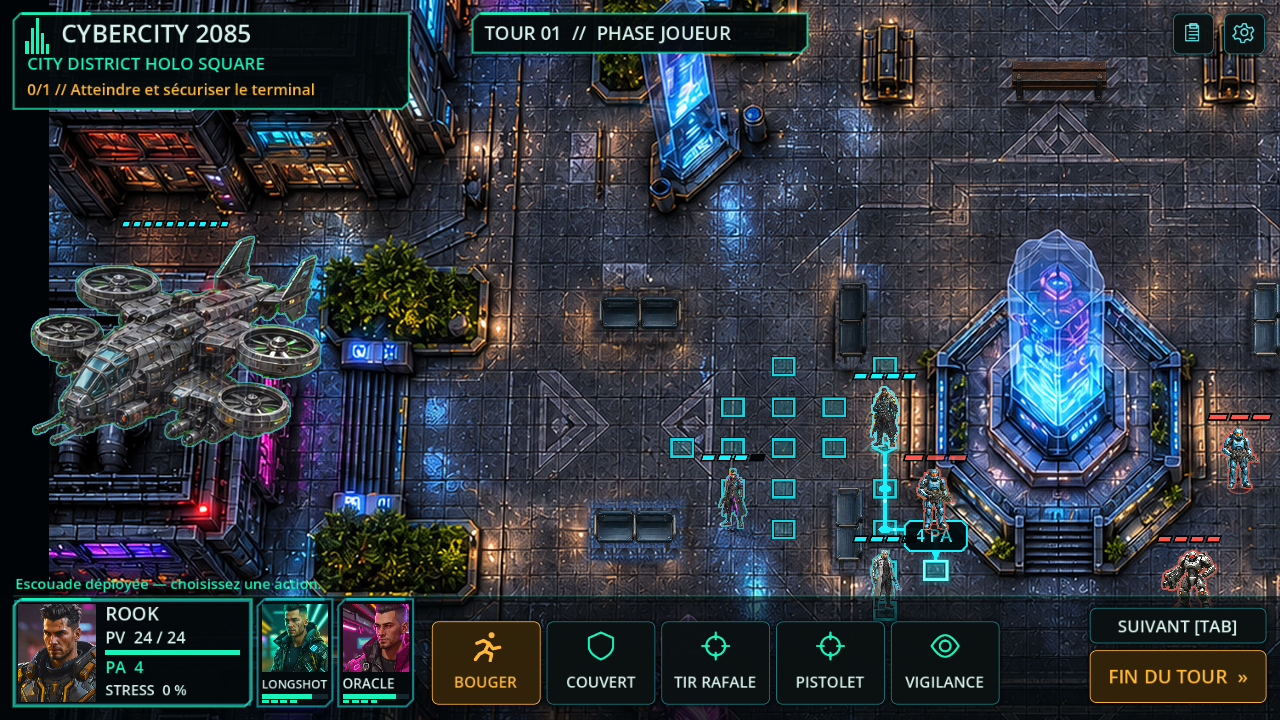 CYBERCITY 2085
CITY DISTRICT HOLO SQUARE
0/1 // Atteindre et sécuriser le terminal
TOUR 01 // PHASE JOUEUR
4 PA
Escouade déployée — choisissez une action.
ROOK
PV 24 / 24
PA 4
STRESS 0 %
LONGSHOT
ORACLE
BOUGER
COUVERT
TIR RAFALE
PISTOLET
VIGILANCE
SUIVANT [TAB]
FIN DU TOUR »